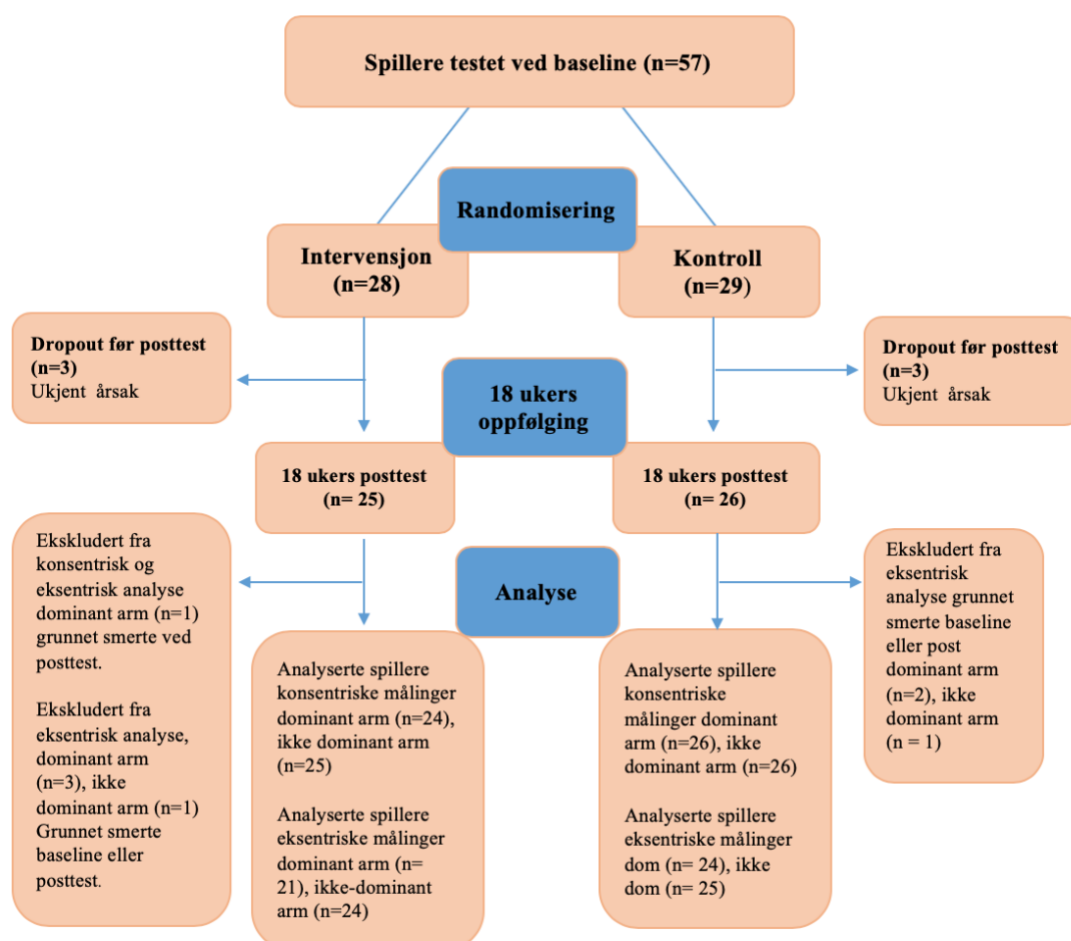 Spillere testet ved baseline (n=57)
Randomisering
Intervensjon
(n=28)
Kontroll
(n=29)
Dropout før posttest
(n=3)
Ukjent årsak
18 ukers
oppfølging
Dropout før posttest
(n=3)
Ukjent årsak
18 ukers posttest
(n= 25)
18 ukers posttest
(n= 26)
Analyse
Ekskludert fra
konsentrisk og
eksentrisk analyse
dominant arm (n=1)
grunnet smerte ved
posttest.
Ekskludert fra
eksentrisk analyse,
dominant arm
(n=3), ikke
dominant arm (n=1)
Grunnet smerte
baseline eller
posttest.
Analyserte spillere
konsentriske målinger
dominant arm (n=24),
ikke dominant arm
(n=25)
Analyserte spillere
eksentriske målinger
dominant arm (n=
21), ikke-dominant
arm (n=24)
Analyserte spillere
konsentriske
målinger dominant
arm (n=26), ikke
dominant arm (n=26)
Analyserte spillere
eksentriske målinger
dom (n= 24), ikke
dom (n= 25)
Ekskludert fra
eksentrisk
analyse grunnet
smerte baseline
eller post
dominant arm
(n=2), ikke
dominant arm
(n = 1)